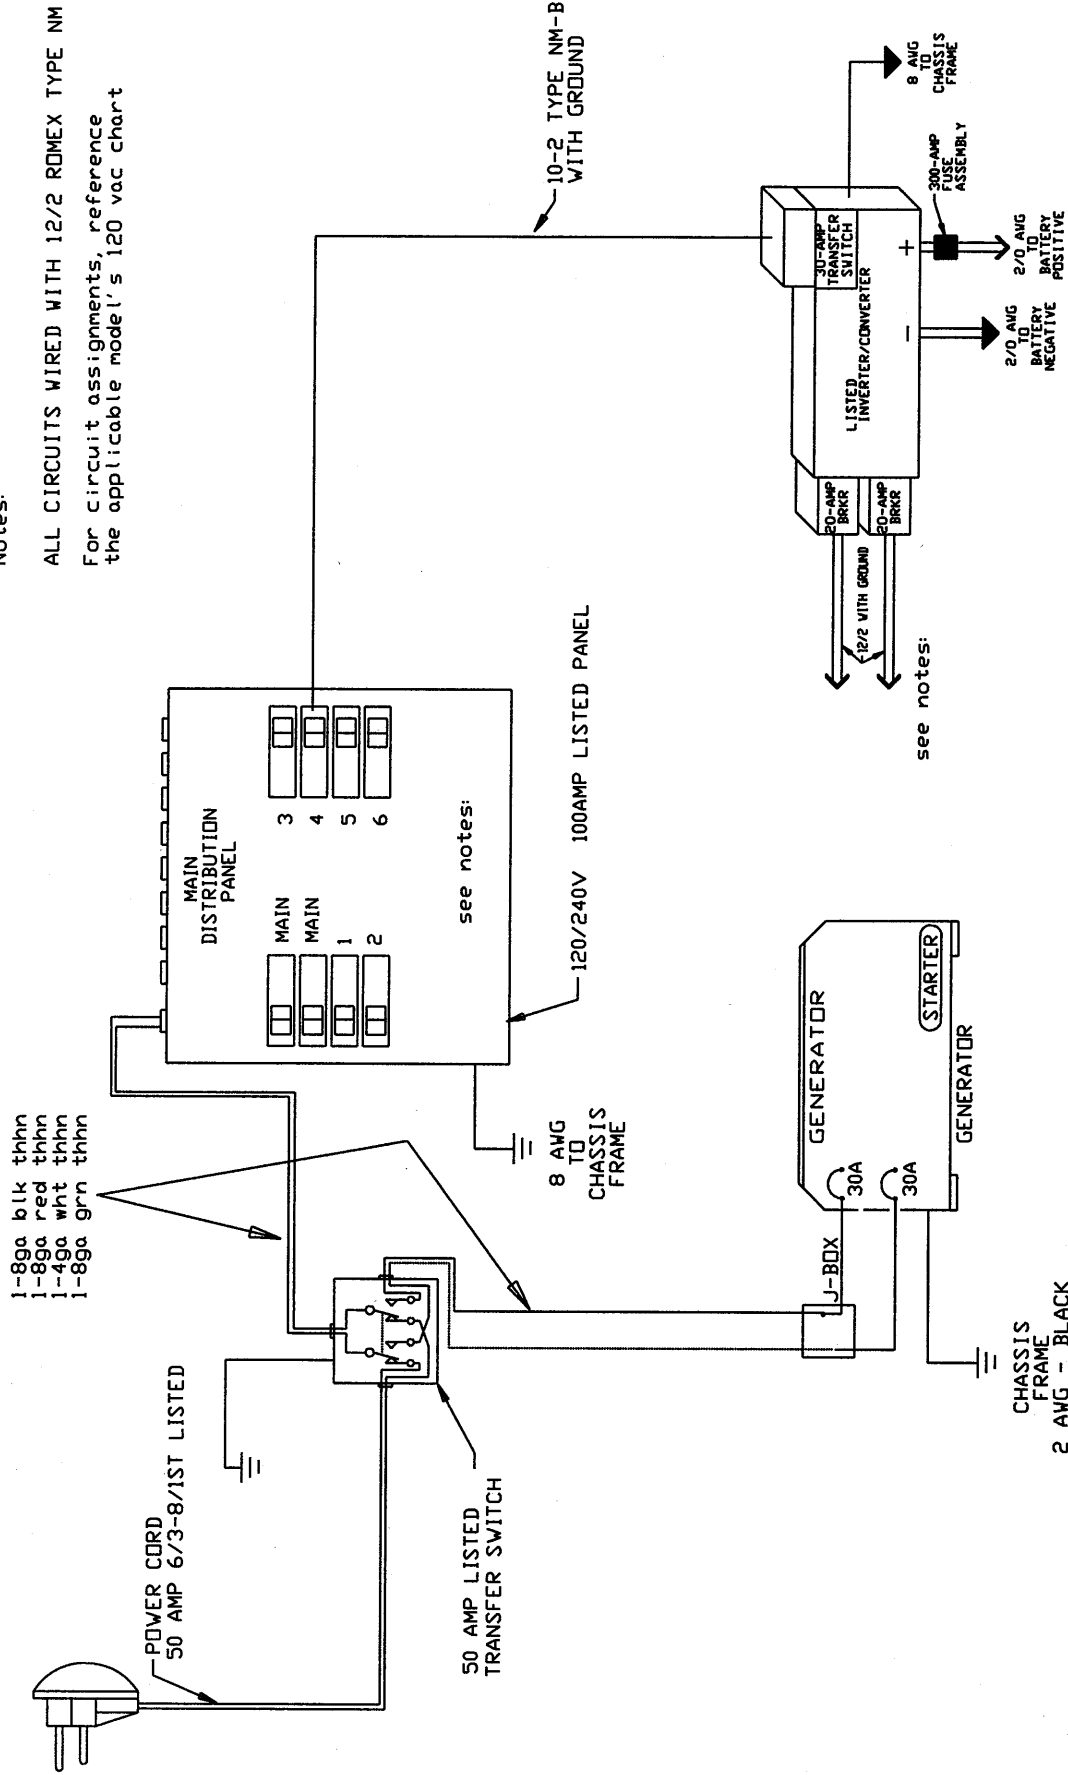 Notes:
ALL CIRCUITS WIRED WITH 12/2 ROMEX TYPE NM
For circuit assignments, reference
the applicable model's 120 vac chart
1-8ga blk thhn
1-8ga red thhn
1-4ga wht thhn
1-8ga grn thhn
POWER CORD
50 AMP 6/3-8/1ST LISTED
50 AMP LISTED
TRANSFER SWITCH
MAIN
DISTRIBUTION
PANEL
MAIN
MAIN
1
2
3
4
5
6
see notes:
120/240V 100AMP LISTED PANEL
8 AWG
TO
CHASSIS
FRAME
10-2 TYPE NM-B
WITH GROUND
30-AMP
TRANSFER
SWITCH
LISTED
INVERTER/CONVERTER
+
-
20-AMP
BRKR
20-AMP
BRKR
12/2 WITH GROUND
see notes:
8 AWG
TO
CHASSIS
FRAME
300-AMP
FUSE
ASSEMBLY
2/0 AWG
TO
BATTERY
POSITIVE
2/0 AWG
TO
BATTERY
NEGATIVE
J-BOX
GENERATOR
30A
30A
STARTER
GENERATOR
CHASSIS
FRAME
2 AWG - BLACK